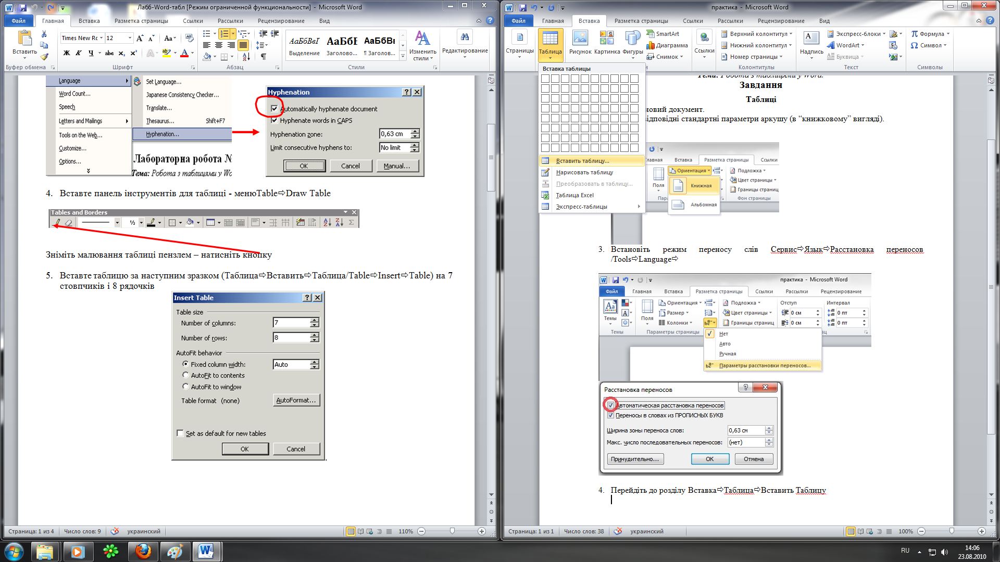 Лабб-Word-табл [Режим ограниченной функциональности] - Microsoft Word
Файл Главная Вставка Разметка страницы Ссылки Рассылки Рецензирование Вид
Вставить
Times New Rc 12
Ж К Ч abc x₂ x²
АаБбВвІ АаБбЕ АаБбВв
Выделение Заголово... ¶ Заголов...
Изменить стили
Редактирование
Буфер обмена Шрифт Абзац Стили
Language
Word Count...
Speech
Letters and Mailings
Tools on the Web...
Customize...
Options...
Set Language...
Japanese Consistency Checker...
Translate...
Thesaurus... Shift+F7
Hyphenation...
Лабораторна робота №
Тема: Робота з таблицями у Wo
Hyphenation
Automatically hyphenate document
Hyphenate words in CAPS
Hyphenation zone: 0,63 cm
Limit consecutive hyphens to: No limit
OK Cancel Manual...
4. Вставте панель інструментів для таблиці - менюTable⇨Draw Table
Tables and Borders
½
Зніміть малювання таблиці пензлем – натисніть кнопку
5. Вставте таблицю за наступним зразком (Таблица⇨Вставить⇨Таблица/Table⇨Insert⇨Table) на 7
стовпчиків і 8 рядочків
Insert Table
Table size
Number of columns: 7
Number of rows: 8
AutoFit behavior
Fixed column width: Auto
AutoFit to contents
AutoFit to window
Table format (none) AutoFormat...
Set as default for new tables
OK Cancel
.
Страница: 1 из 4 Число слов: 9 украинский 110%
практика - Microsoft Word
Файл Главная Вставка Разметка страницы Ссылки Рассылки Рецензирование Вид
Страницы Таблица Рисунок Картинка Фигуры
SmartArt
Диаграмма
Снимок
Ссылки
Верхний колонтитул
Нижний колонтитул
Номер страницы
Надпись
Экспресс-блоки
WordArt
Буквица
π Формула
Ω Символ
Колонтитулы Текст Символы
Вставка таблицы
Вставить таблицу...
Нарисовать таблицу
Преобразовать в таблицу...
Таблица Excel
Экспресс-таблицы
Тема: Робота з таблицями у Word.
Завдання
Таблиці
новий документ.
відповідні стандартні параметри аркушу (в “книжковому” вигляді).
лавная Вставка Разметка страницы Ссылки
Поля
Ориентация
Книжная
Альбомная
Подложка
Цвет страницы
Границы страницы
Фон страницы
3. Встановіть режим переносу слів Сервис⇨Язык⇨Расстановка переносов
/Tools⇨Language⇨
практика - Microsoft Word
Файл Главная Вставка Разметка страницы Ссылки Рассылки Рецензирование
Темы Поля
Ориентация
Размер
Колонки
Подложка
Цвет страницы
Границы страниц
Отступ Интервал
0 см 0 пт
0 см 0 пт
Темы Параметры страницы
Нет
Авто
Ручная
Параметры расстановки переносов...
Расстановка переносов
Автоматическая расстановка переносов
Переносы в словах из ПРОПИСНЫХ БУКВ
Ширина зоны переноса слов: 0,63 см
Макс. число последовательных переносов: (нет)
Принудительно... ОК Отмена
4. Перейдіть до розділу Вставка⇨Таблица⇨Вставить Таблицу
Страница: 1 из 1 Число слов: 38 украинский 100%
RU 14:06
23.08.2010